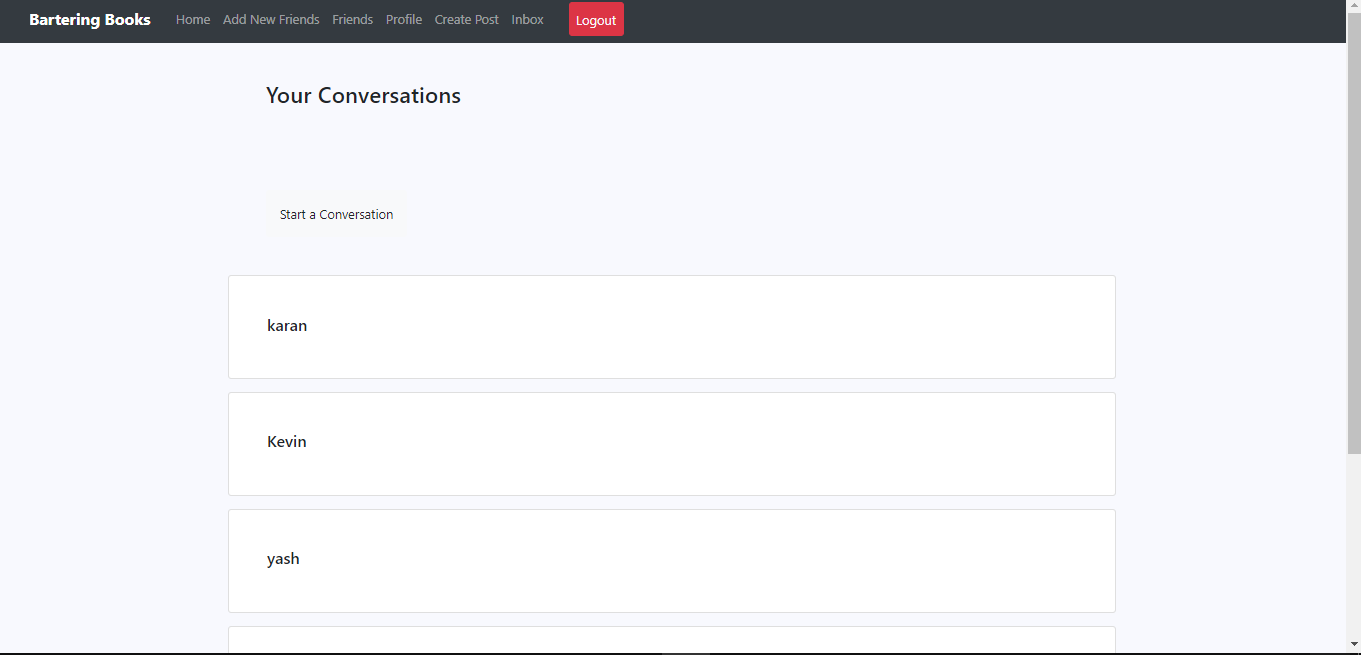 Bartering Books Home Add New Friends Friends Profile Create Post Inbox Logout
Your Conversations
Start a Conversation
karan
Kevin
yash